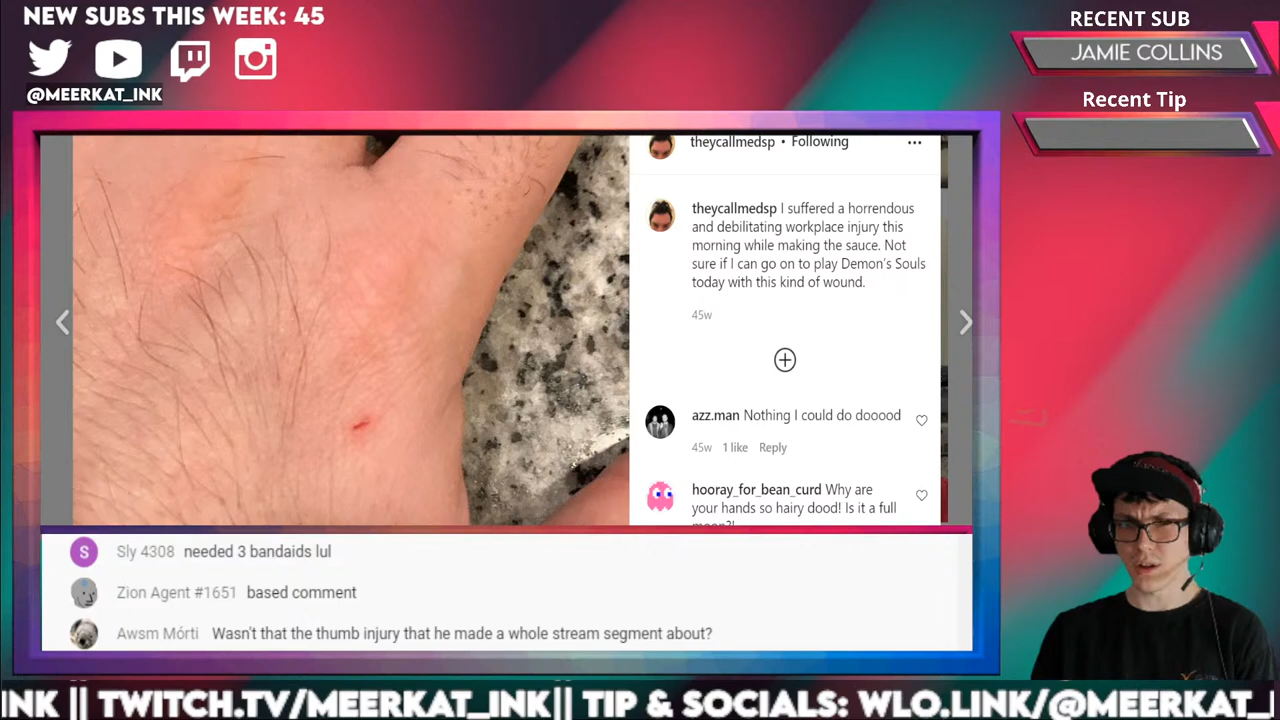 NEW SUBS THIS WEEK: 45
@MEERKAT_INK
RECENT SUB
JAMIE COLLINS
Recent Tip
theycallmedsp • Following
theycallmedsp I suffered a horrendous
and debilitating workplace injury this
morning while making the sauce. Not
sure if I can go on to play Demon's Souls
today with this kind of wound.
45w
azz.man Nothing I could do dooood
45w 1 like Reply
hooray_for_bean_curd Why are
your hands so hairy dood! Is it a full
moon?!
S Sly 4308 needed 3 bandaids lul
Zion Agent #1651 based comment
Awsm Mórti Wasn't that the thumb injury that he made a whole stream segment about?
INK || TWITCH.TV/MEERKAT_INK|| TIP & SOCIALS: WLO.LINK/@MEERKAT_